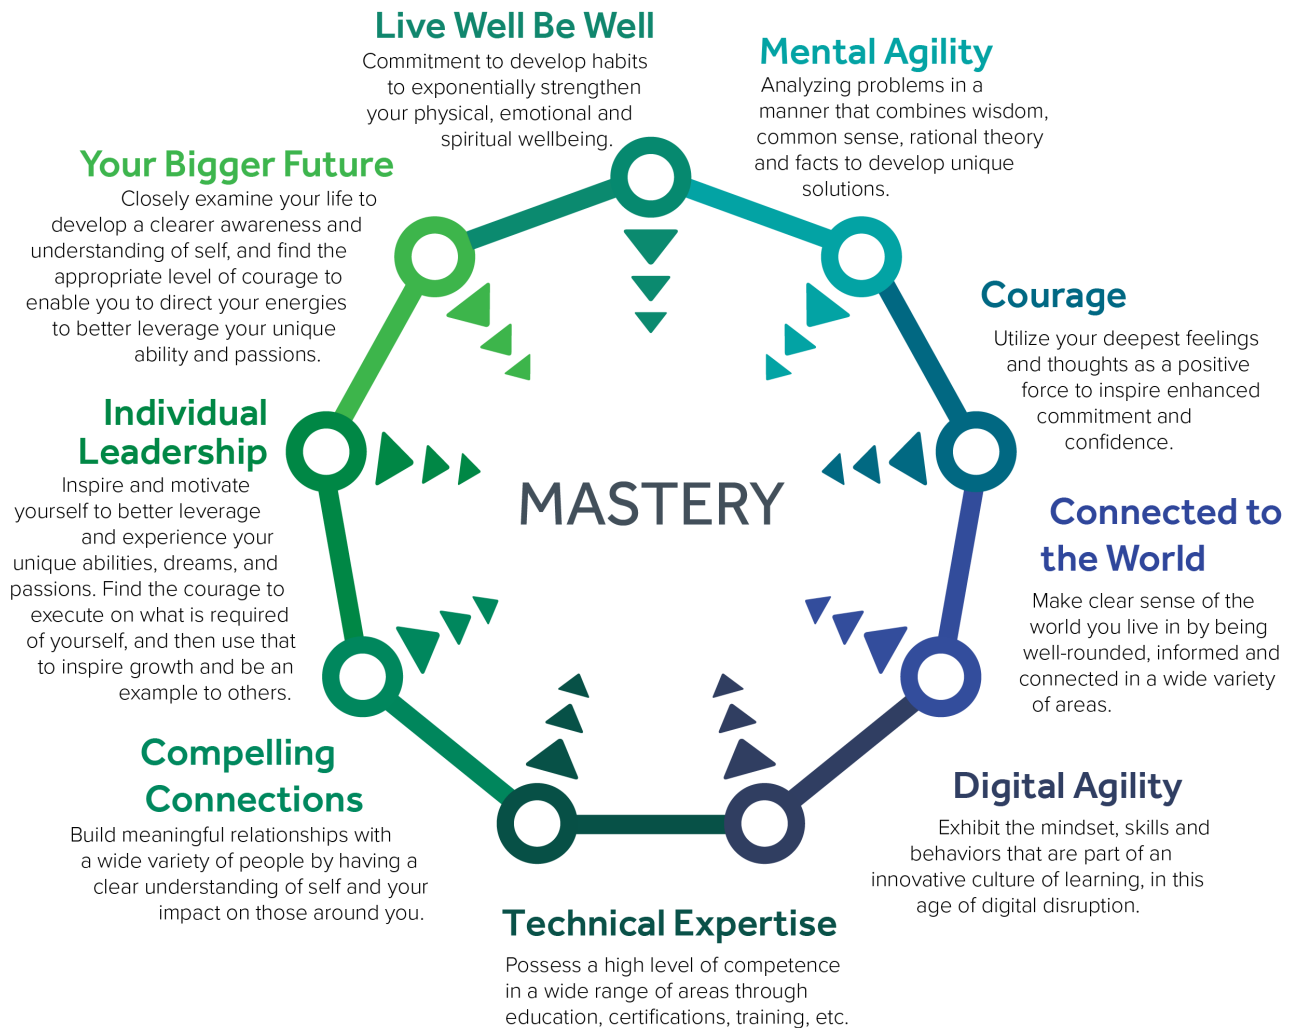 Live Well Be Well
Commitment to develop habits
to exponentially strengthen
your physical, emotional and
spiritual wellbeing.
Mental Agility
Analyzing problems in a
manner that combines wisdom,
common sense, rational theory
and facts to develop unique
solutions.
Courage
Utilize your deepest feelings
and thoughts as a positive
force to inspire enhanced
commitment and
confidence.
Connected to
the World
Make clear sense of the
world you live in by being
well-rounded, informed and
connected in a wide variety
of areas.
Digital Agility
Exhibit the mindset, skills and
behaviors that are part of an
innovative culture of learning, in this
age of digital disruption.
Technical Expertise
Possess a high level of competence
in a wide range of areas through
education, certifications, training, etc.
Compelling
Connections
Build meaningful relationships with
a wide variety of people by having a
clear understanding of self and your
impact on those around you.
Individual
Leadership
Inspire and motivate
yourself to better leverage
and experience your
unique abilities, dreams, and
passions. Find the courage to
execute on what is required
of yourself, and then use that
to inspire growth and be an
example to others.
Your Bigger Future
Closely examine your life to
develop a clearer awareness and
understanding of self, and find the
appropriate level of courage to
enable you to direct your energies
to better leverage your unique
ability and passions.
MASTERY